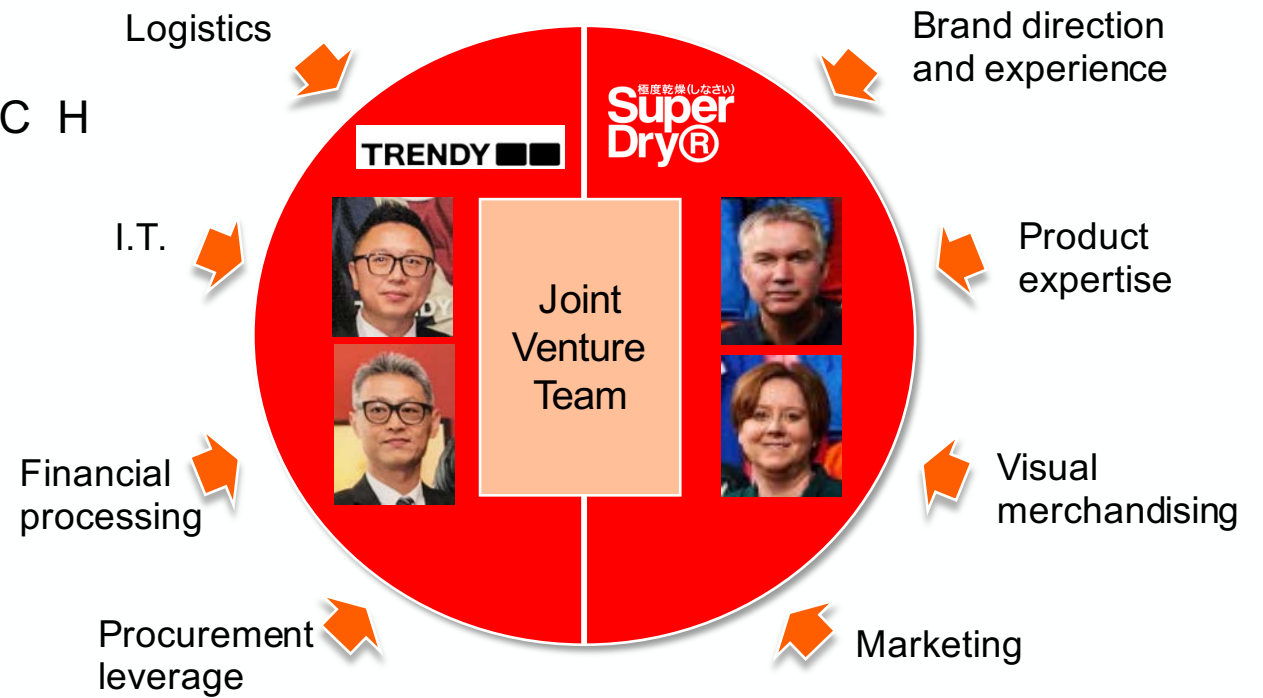 Logistics
Brand direction
and experience
C H
極度乾燥(しなさい)
Super
Dry®
TRENDY
I.T.
Product
expertise
Joint
Venture
Team
Financial
processing
Visual
merchandising
Procurement
leverage
Marketing